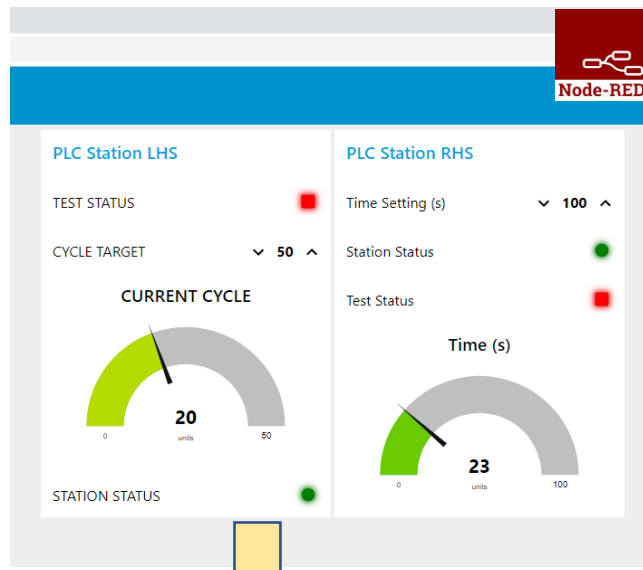 Node-RED
PLC Station LHS
TEST STATUS
CYCLE TARGET 50
CURRENT CYCLE
20
units
0 50
STATION STATUS
PLC Station RHS
Time Setting (s) 100
Station Status
Test Status
Time (s)
23
units
0 100